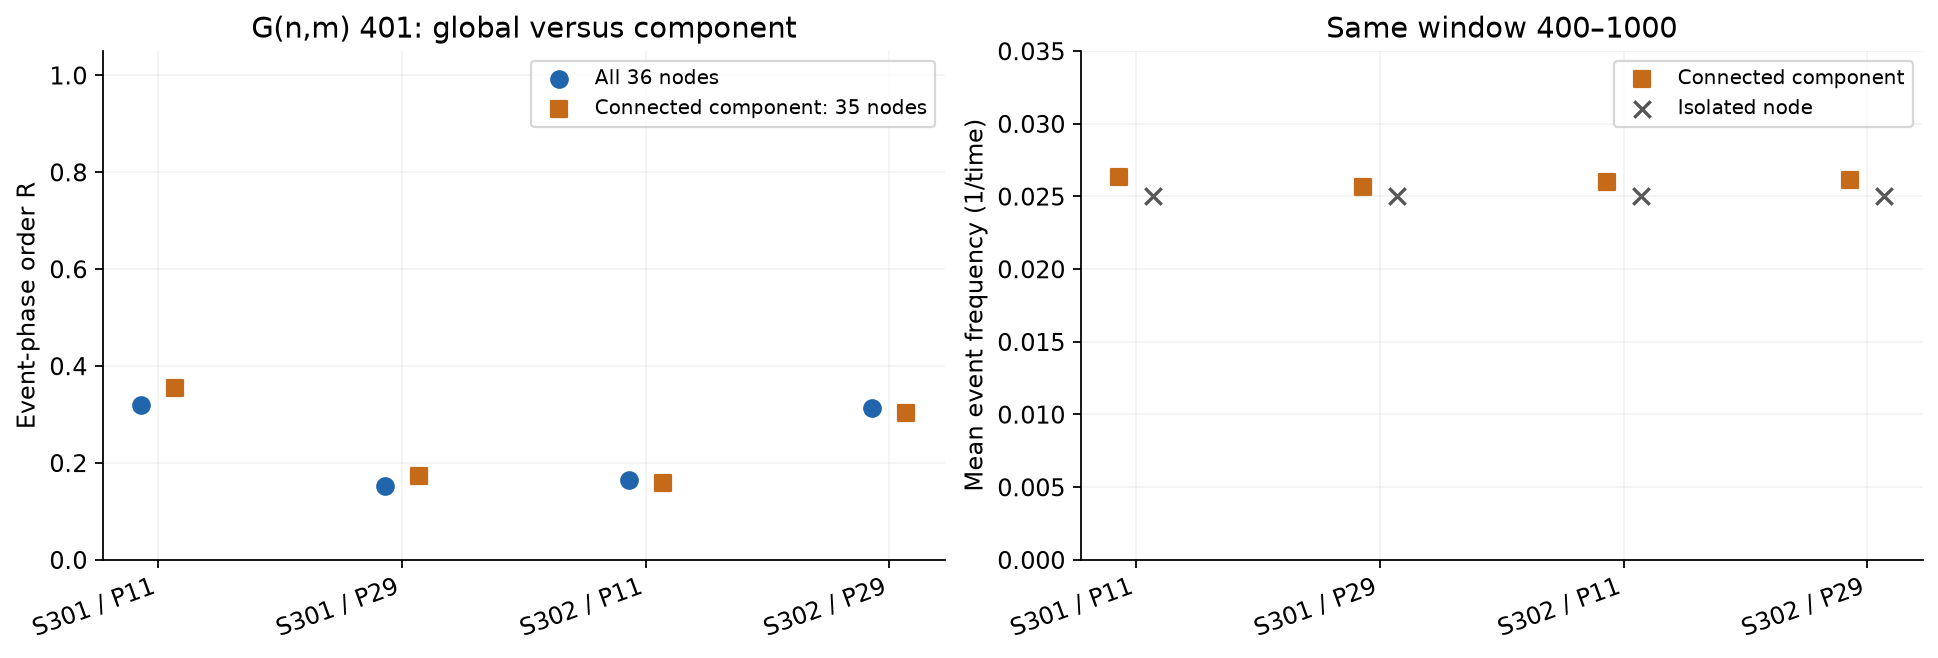 G(n,m) 401: global versus component
All 36 nodes
Connected component: 35 nodes
Event-phase order R
1.0
0.8
0.6
0.4
0.2
0.0
S301 / P11
S301 / P29
S302 / P11
S302 / P29
Same window 400–1000
Connected component
Isolated node
Mean event frequency (1/time)
0.035
0.030
0.025
0.020
0.015
0.010
0.005
0.000
S301 / P11
S301 / P29
S302 / P11
S302 / P29